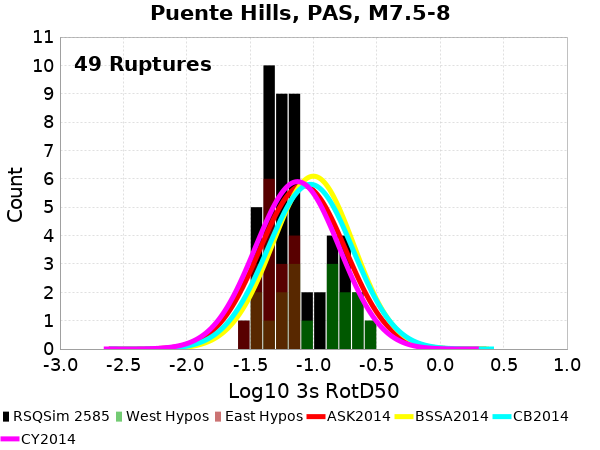 Puente Hills, PAS, M7.5-8
49 Ruptures
Count
11
10
9
8
7
6
5
4
3
2
1
0
-3.0 -2.5 -2.0 -1.5 -1.0 -0.5 0.0 0.5 1.0
Log10 3s RotD50
RSQSim 2585 West Hypos East Hypos ASK2014 BSSA2014 CB2014
CY2014